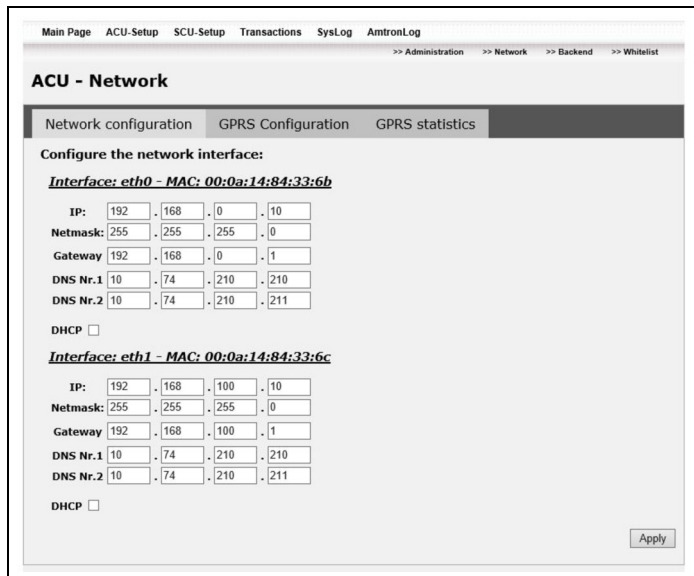 Main Page ACU-Setup SCU-Setup Transactions SysLog AmtronLog
>> Administration >> Network >> Backend >> Whitelist
ACU - Network
Network configuration GPRS Configuration GPRS statistics
Configure the network interface:
Interface: eth0 - MAC: 00:0a:14:84:33:6b
IP: 192 . 168 . 0 . 10
Netmask: 255 . 255 . 255 . 0
Gateway 192 . 168 . 0 . 1
DNS Nr.1 10 . 74 . 210 . 210
DNS Nr.2 10 . 74 . 210 . 211
DHCP
Interface: eth1 - MAC: 00:0a:14:84:33:6c
IP: 192 . 168 . 100 . 10
Netmask: 255 . 255 . 255 . 0
Gateway 192 . 168 . 100 . 1
DNS Nr.1 10 . 74 . 210 . 210
DNS Nr.2 10 . 74 . 210 . 211
DHCP
Apply